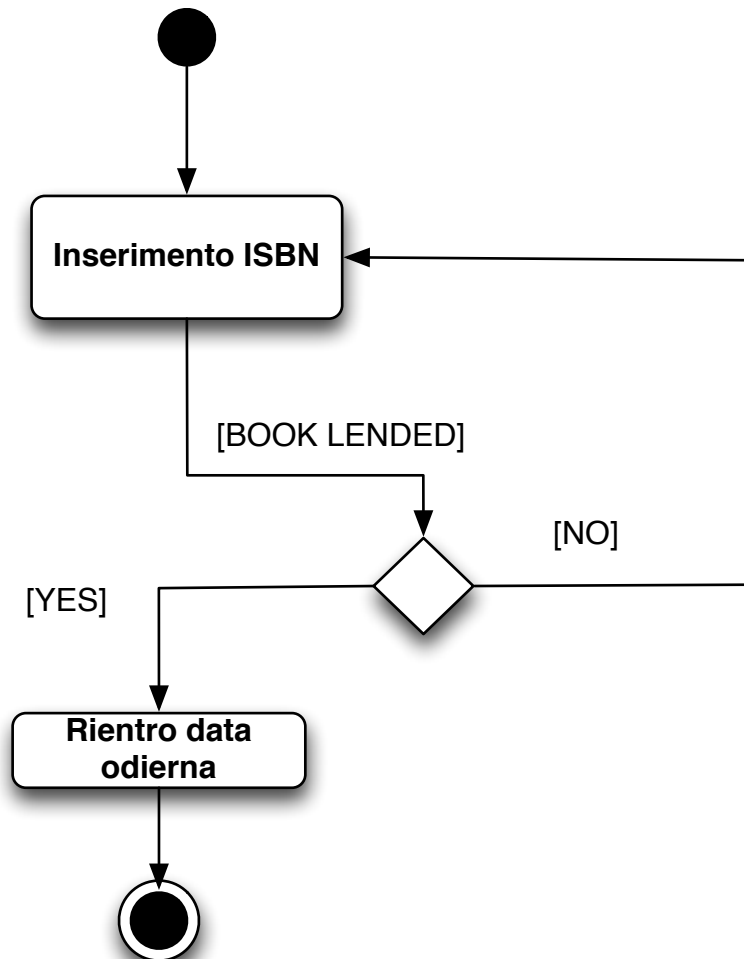 Inserimento ISBN
[BOOK LENDED]
[NO]
[YES]
Rientro data
odierna